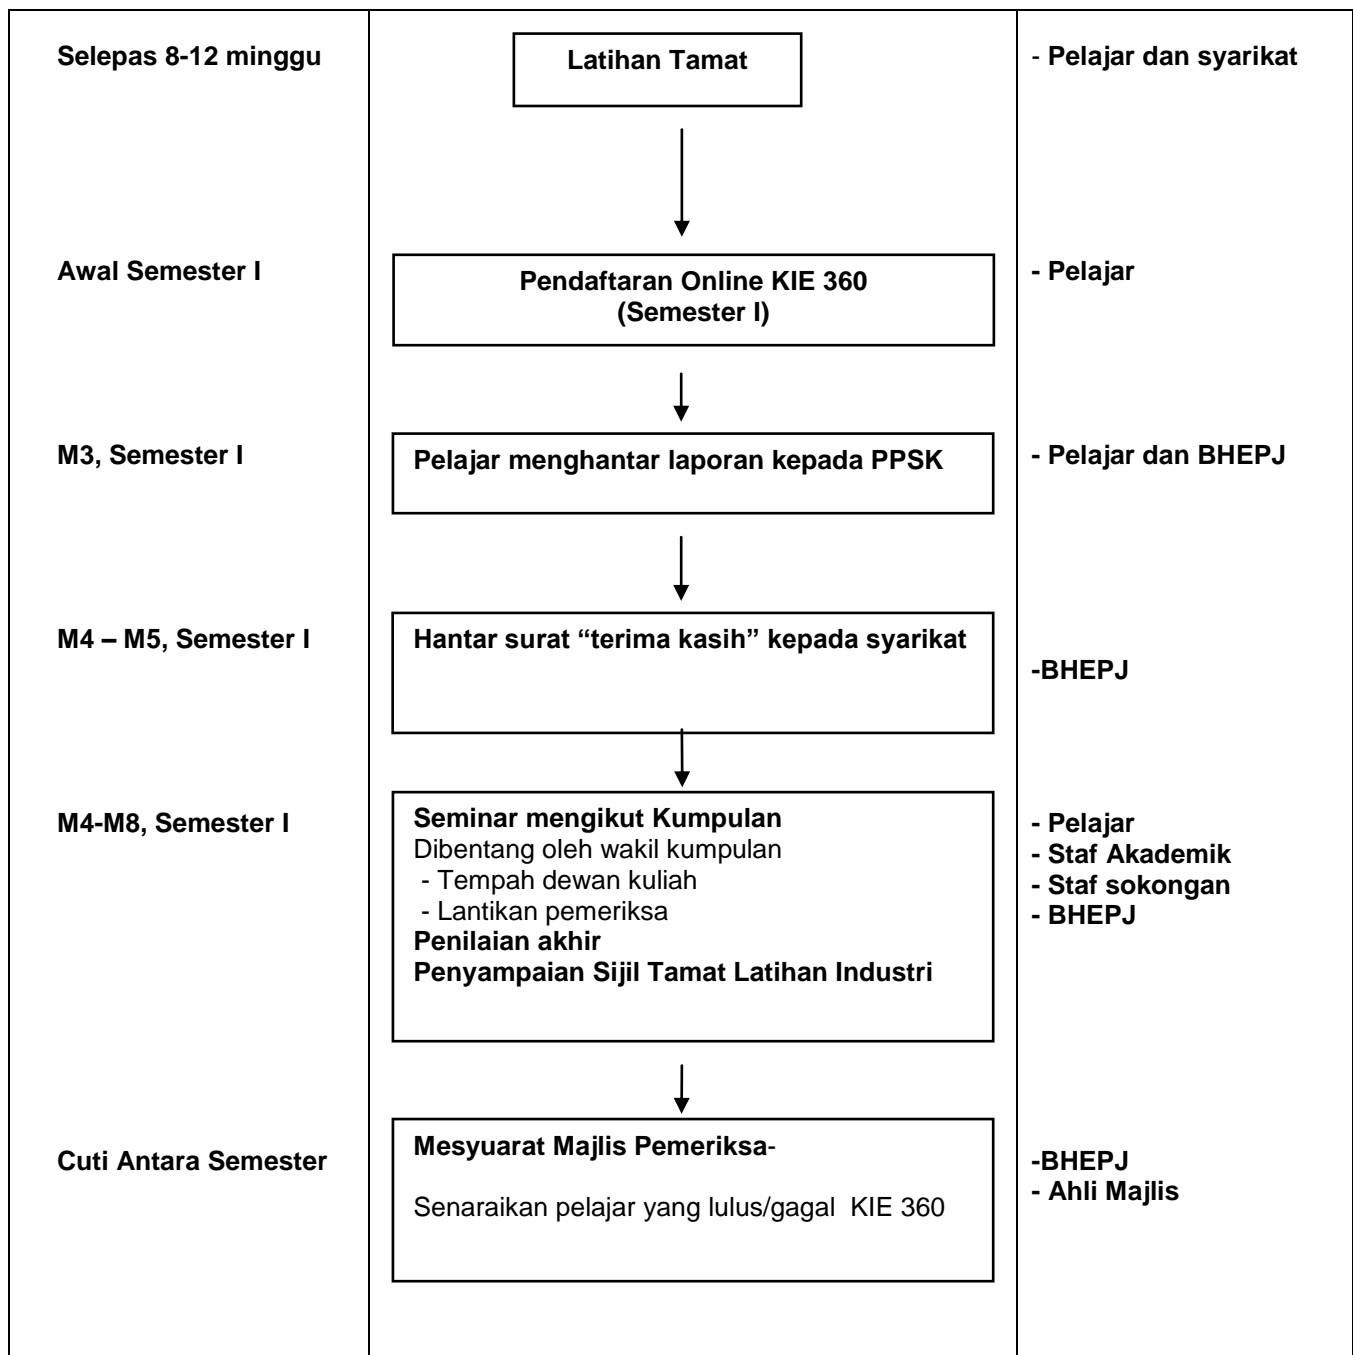 Selepas 8-12 minggu
Latihan Tamat
- Pelajar dan syarikat
Awal Semester I
Pendaftaran Online KIE 360
(Semester I)
- Pelajar
M3, Semester I
Pelajar menghantar laporan kepada PPSK
- Pelajar dan BHEPJ
M4 – M5, Semester I
Hantar surat “terima kasih” kepada syarikat
-BHEPJ
M4-M8, Semester I
Seminar mengikut Kumpulan
Dibentang oleh wakil kumpulan
- Tempah dewan kuliah
- Lantikan pemeriksa
Penilaian akhir
Penyampaian Sijil Tamat Latihan Industri
- Pelajar
- Staf Akademik
- Staf sokongan
- BHEPJ
Cuti Antara Semester
Mesyuarat Majlis Pemeriksa-
Senaraikan pelajar yang lulus/gagal  KIE 360
-BHEPJ
- Ahli Majlis